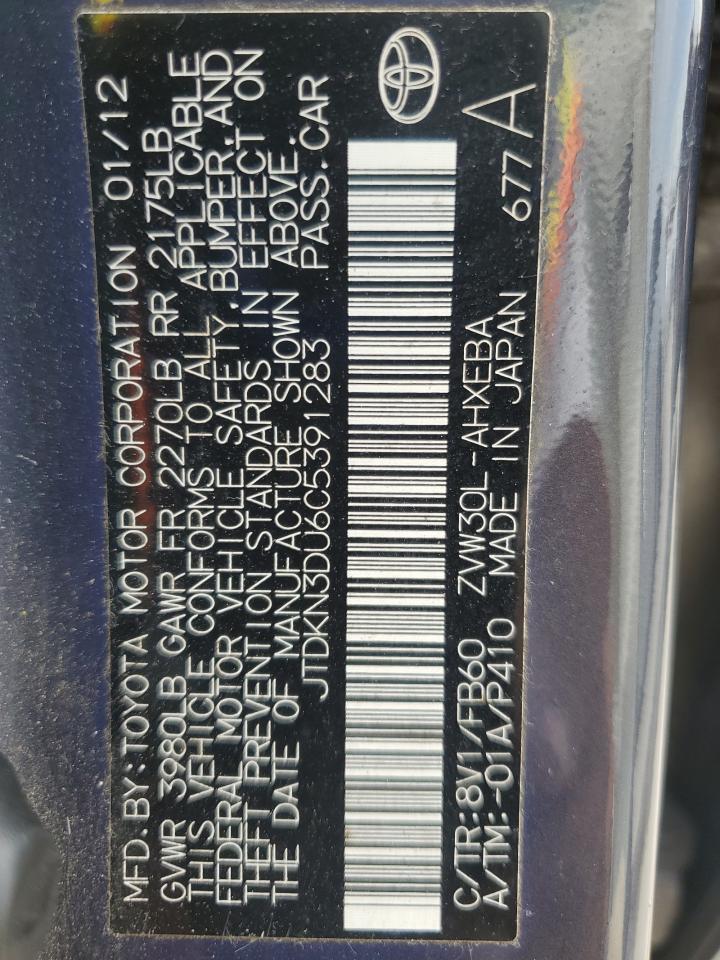 MFD. BY: TOYOTA MOTOR CORPORATION 01/12
GVWR 3980LB GAWR FR 2270LB RR 2175LB
THIS VEHICLE CONFORMS TO ALL APPLICABLE
FEDERAL MOTOR VEHICLE SAFETY, BUMPER, AND
THEFT PREVENTION STANDARDS IN EFFECT ON
THE DATE OF MANUFACTURE SHOWN ABOVE.
JTDKN3DU6C5391283 PASS. CAR
C/TR: 8V1/FB60 ZVW30L-AHXEBA
A/TM: -01A/P410 MADE IN JAPAN 677 A